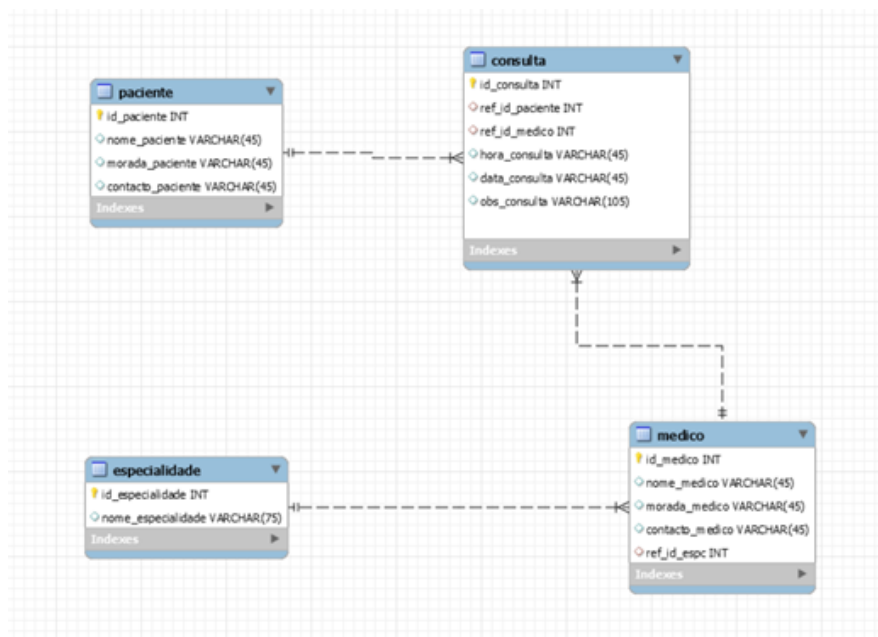 paciente
id_paciente INT
nome_paciente VARCHAR(45)
morada_paciente VARCHAR(45)
contacto_paciente VARCHAR(45)
Indexes
consulta
id_consulta INT
ref_id_paciente INT
ref_id_medico INT
hora_consulta VARCHAR(45)
data_consulta VARCHAR(45)
obs_consulta VARCHAR(105)
Indexes
especialidade
id_especialidade INT
nome_especialidade VARCHAR(75)
Indexes
medico
id_medico INT
nome_medico VARCHAR(45)
morada_medico VARCHAR(45)
contacto_medico VARCHAR(45)
ref_id_espc INT
Indexes